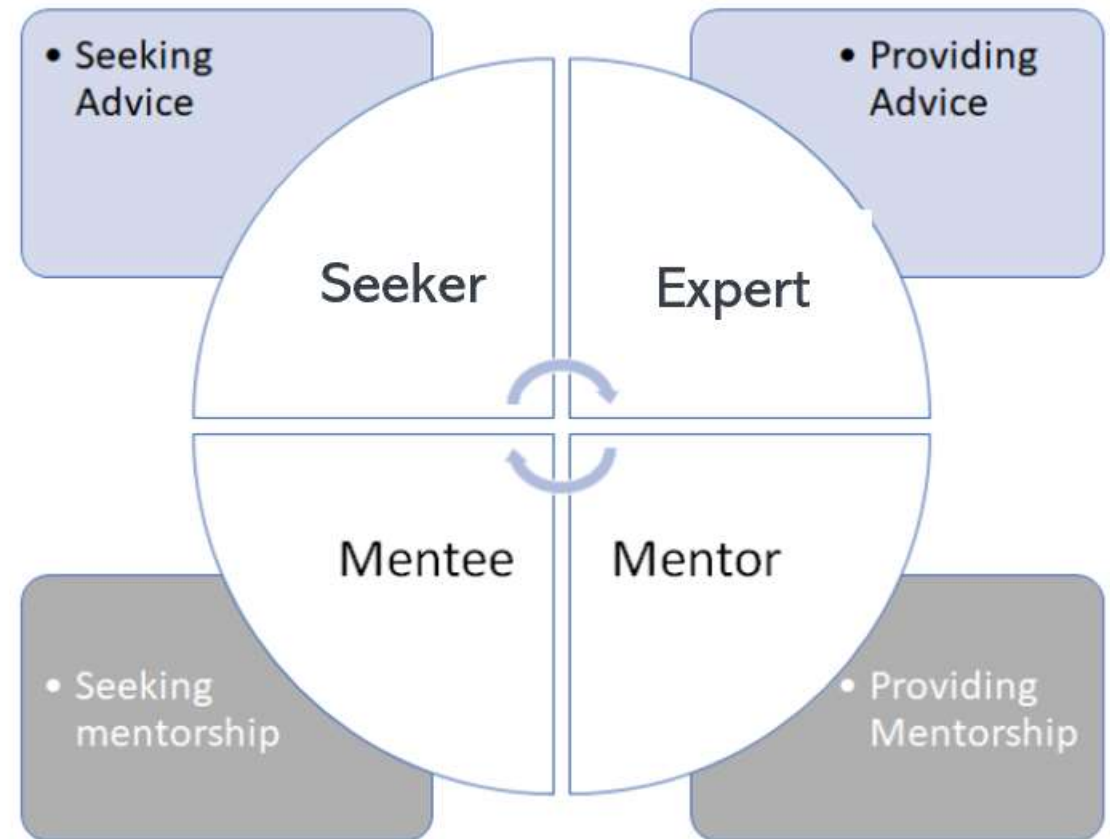 • Seeking
Advice
• Providing
Advice
Seeker
Expert
Mentee
Mentor
• Seeking
mentorship
• Providing
Mentorship